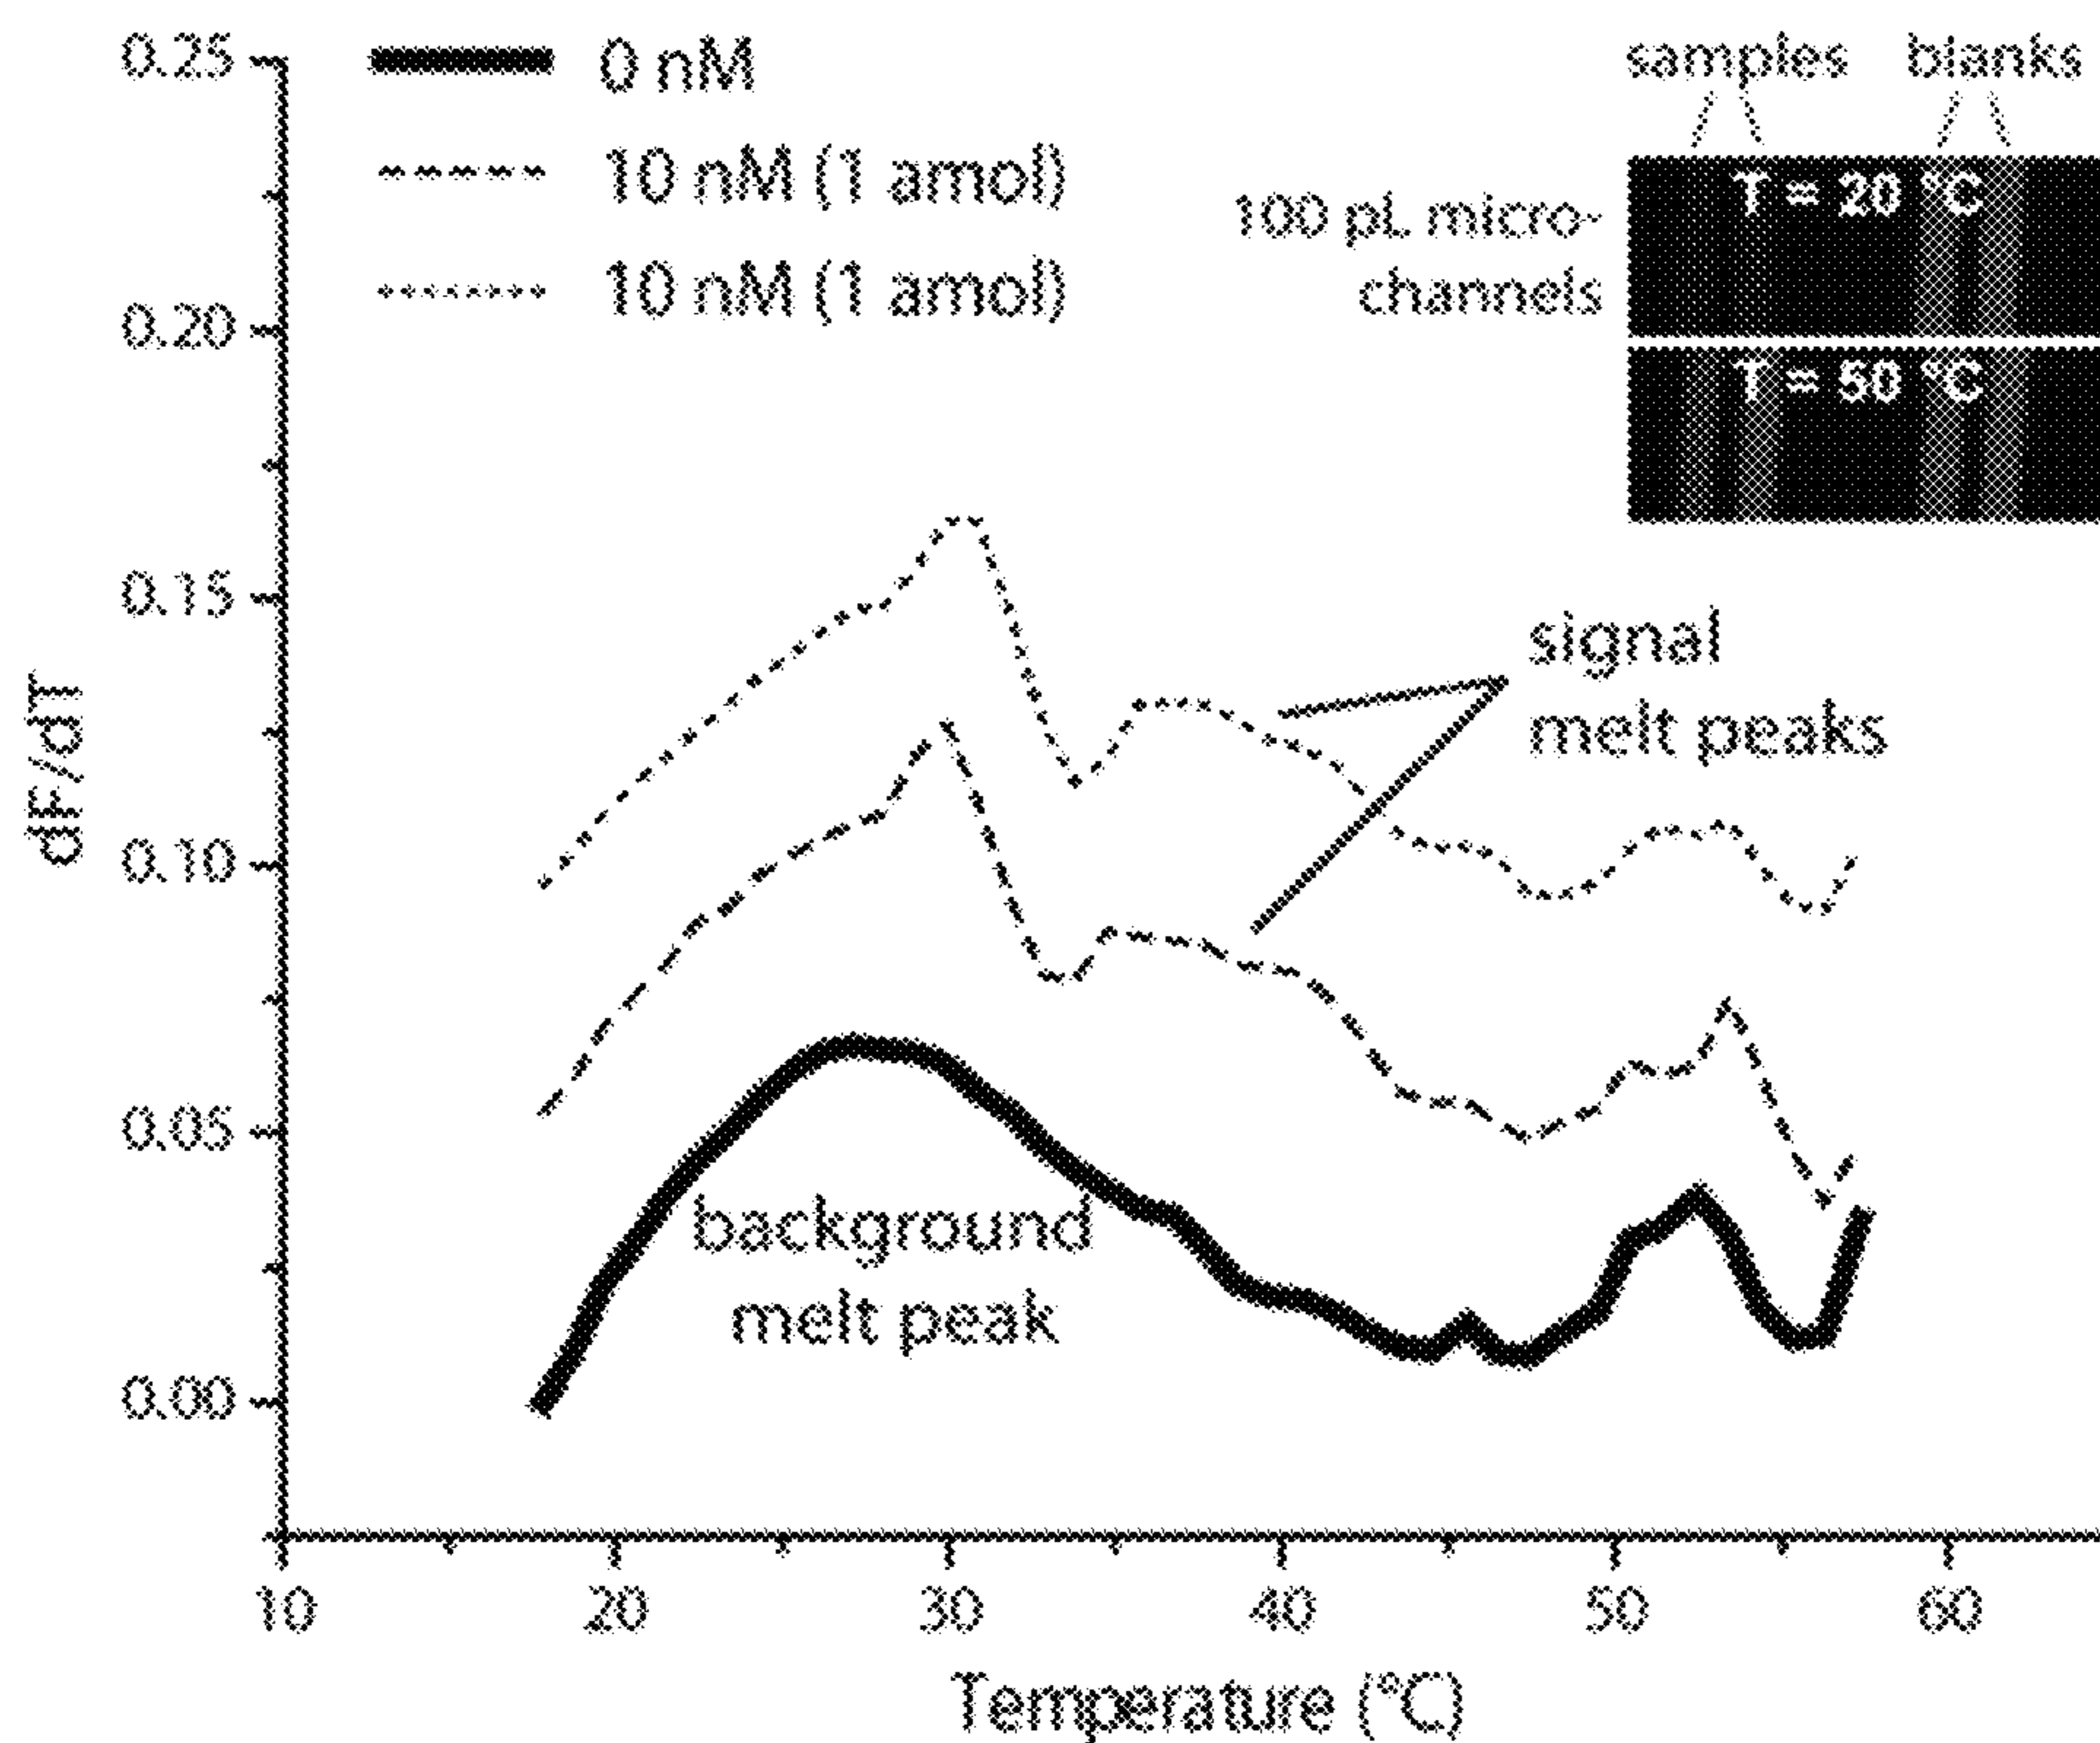 0.25
0.20
0.15
0.10
0.05
0.00
dF/dT
0 nM
10 nM (1 amol)
10 nM (1 amol)
samples blanks
100 pL micro-
channels
T = 20 °C
T = 50 °C
signal
melt peaks
background
melt peak
10 20 30 40 50 60
Temperature (°C)